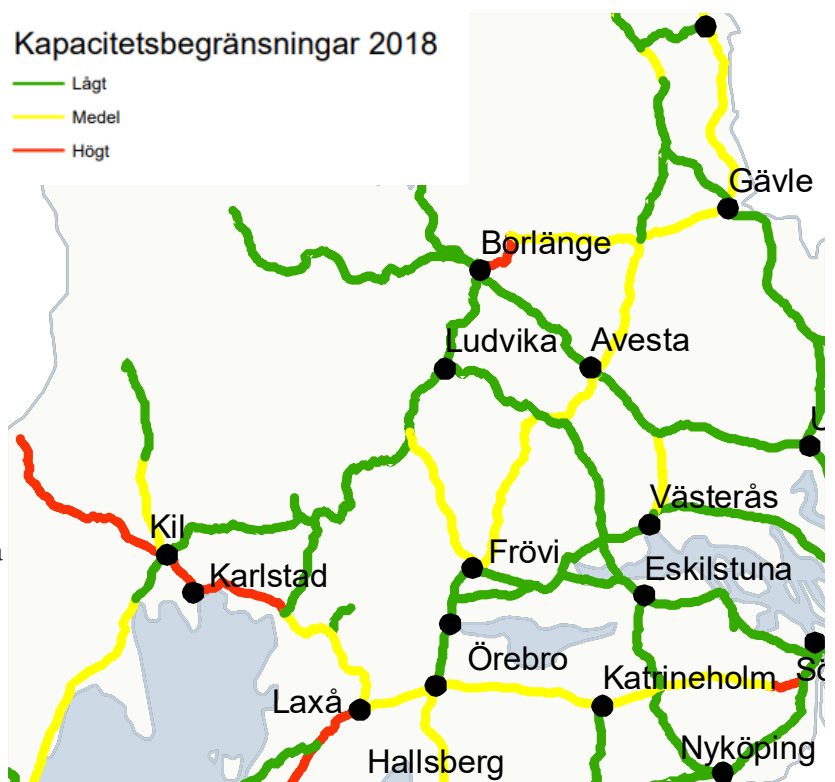 Kapacitetsbegränsningar 2018
Lågt
Medel
Högt
Gävle
Borlänge
Ludvika
Avesta
U
Västerås
Kil
Frövi
Karlstad
Eskilstuna
Örebro
Katrineholm
Sö
Laxå
Nyköping
Hallsberg